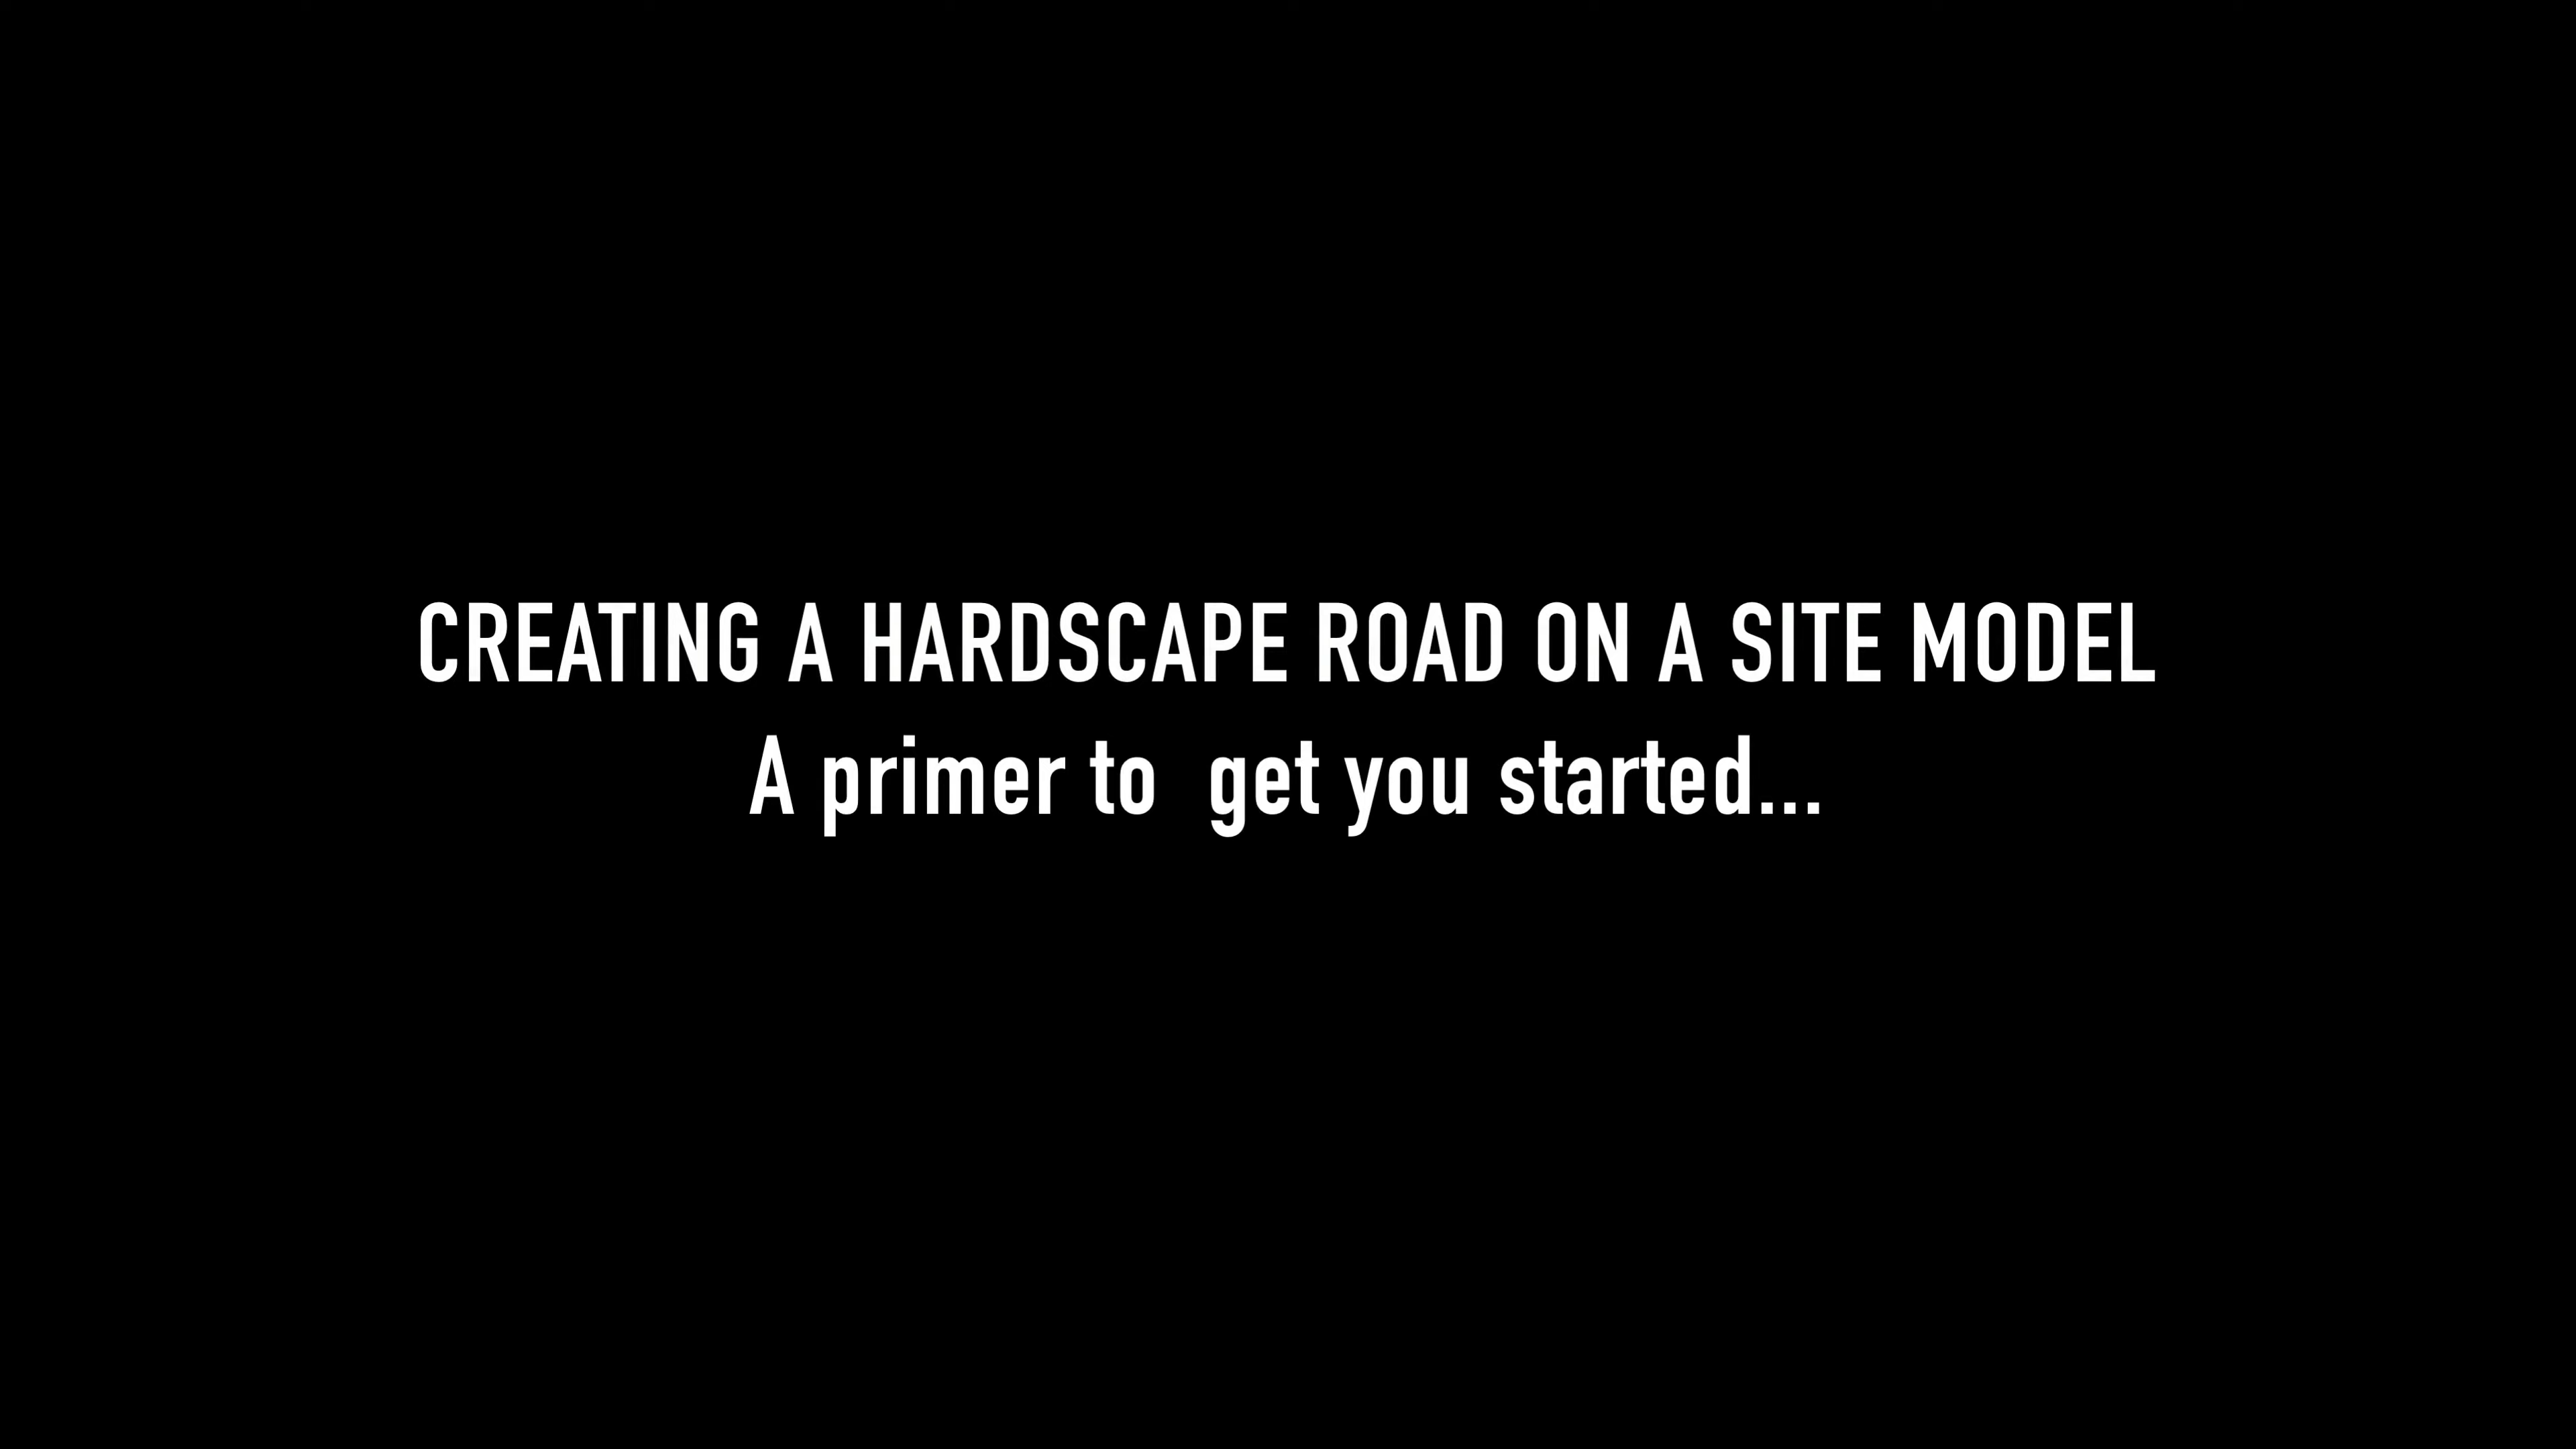 CREATING A HARDSCAPE ROAD ON A SITE MODEL
A primer to  get you started...